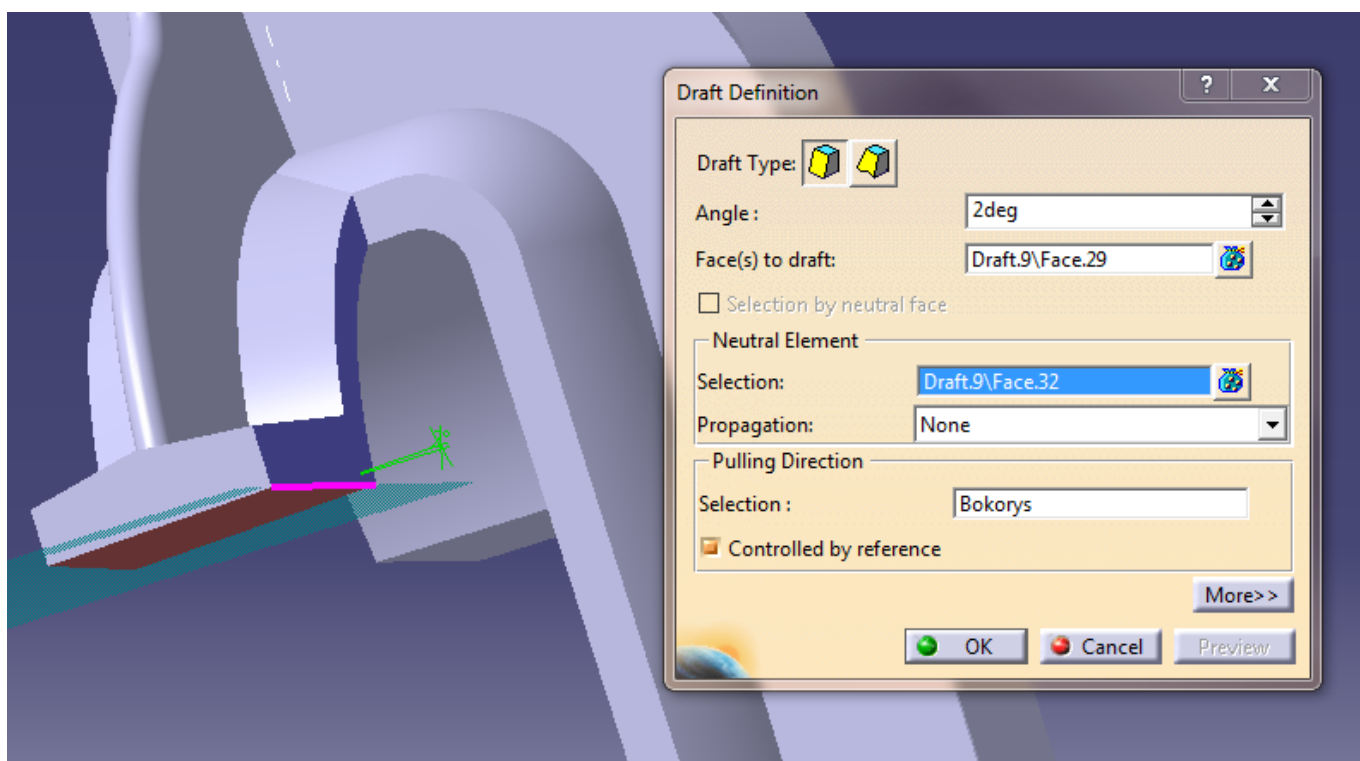 Draft Definition
? X
Draft Type:
Angle : 2deg
Face(s) to draft: Draft.9\Face.29
Selection by neutral face
Neutral Element
Selection: Draft.9\Face.32
Propagation: None
Pulling Direction
Selection : Bokorys
Controlled by reference
More>>
OK Cancel Preview